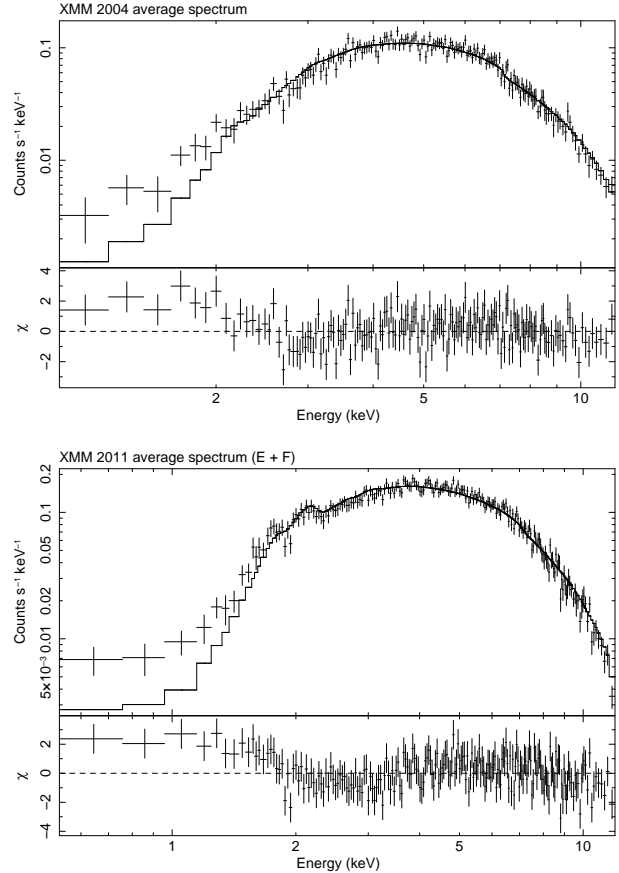 XMM 2004 average spectrum
0.1
0.01
Counts s⁻¹ keV⁻¹
4
2
0
−2
χ
2
5
10
Energy (keV)
XMM 2011 average spectrum (E + F)
0.2
0.1
0.05
0.01
5×10⁻³
Counts s⁻¹ keV⁻¹
2
0
−2
−4
χ
1
2
5
10
Energy (keV)